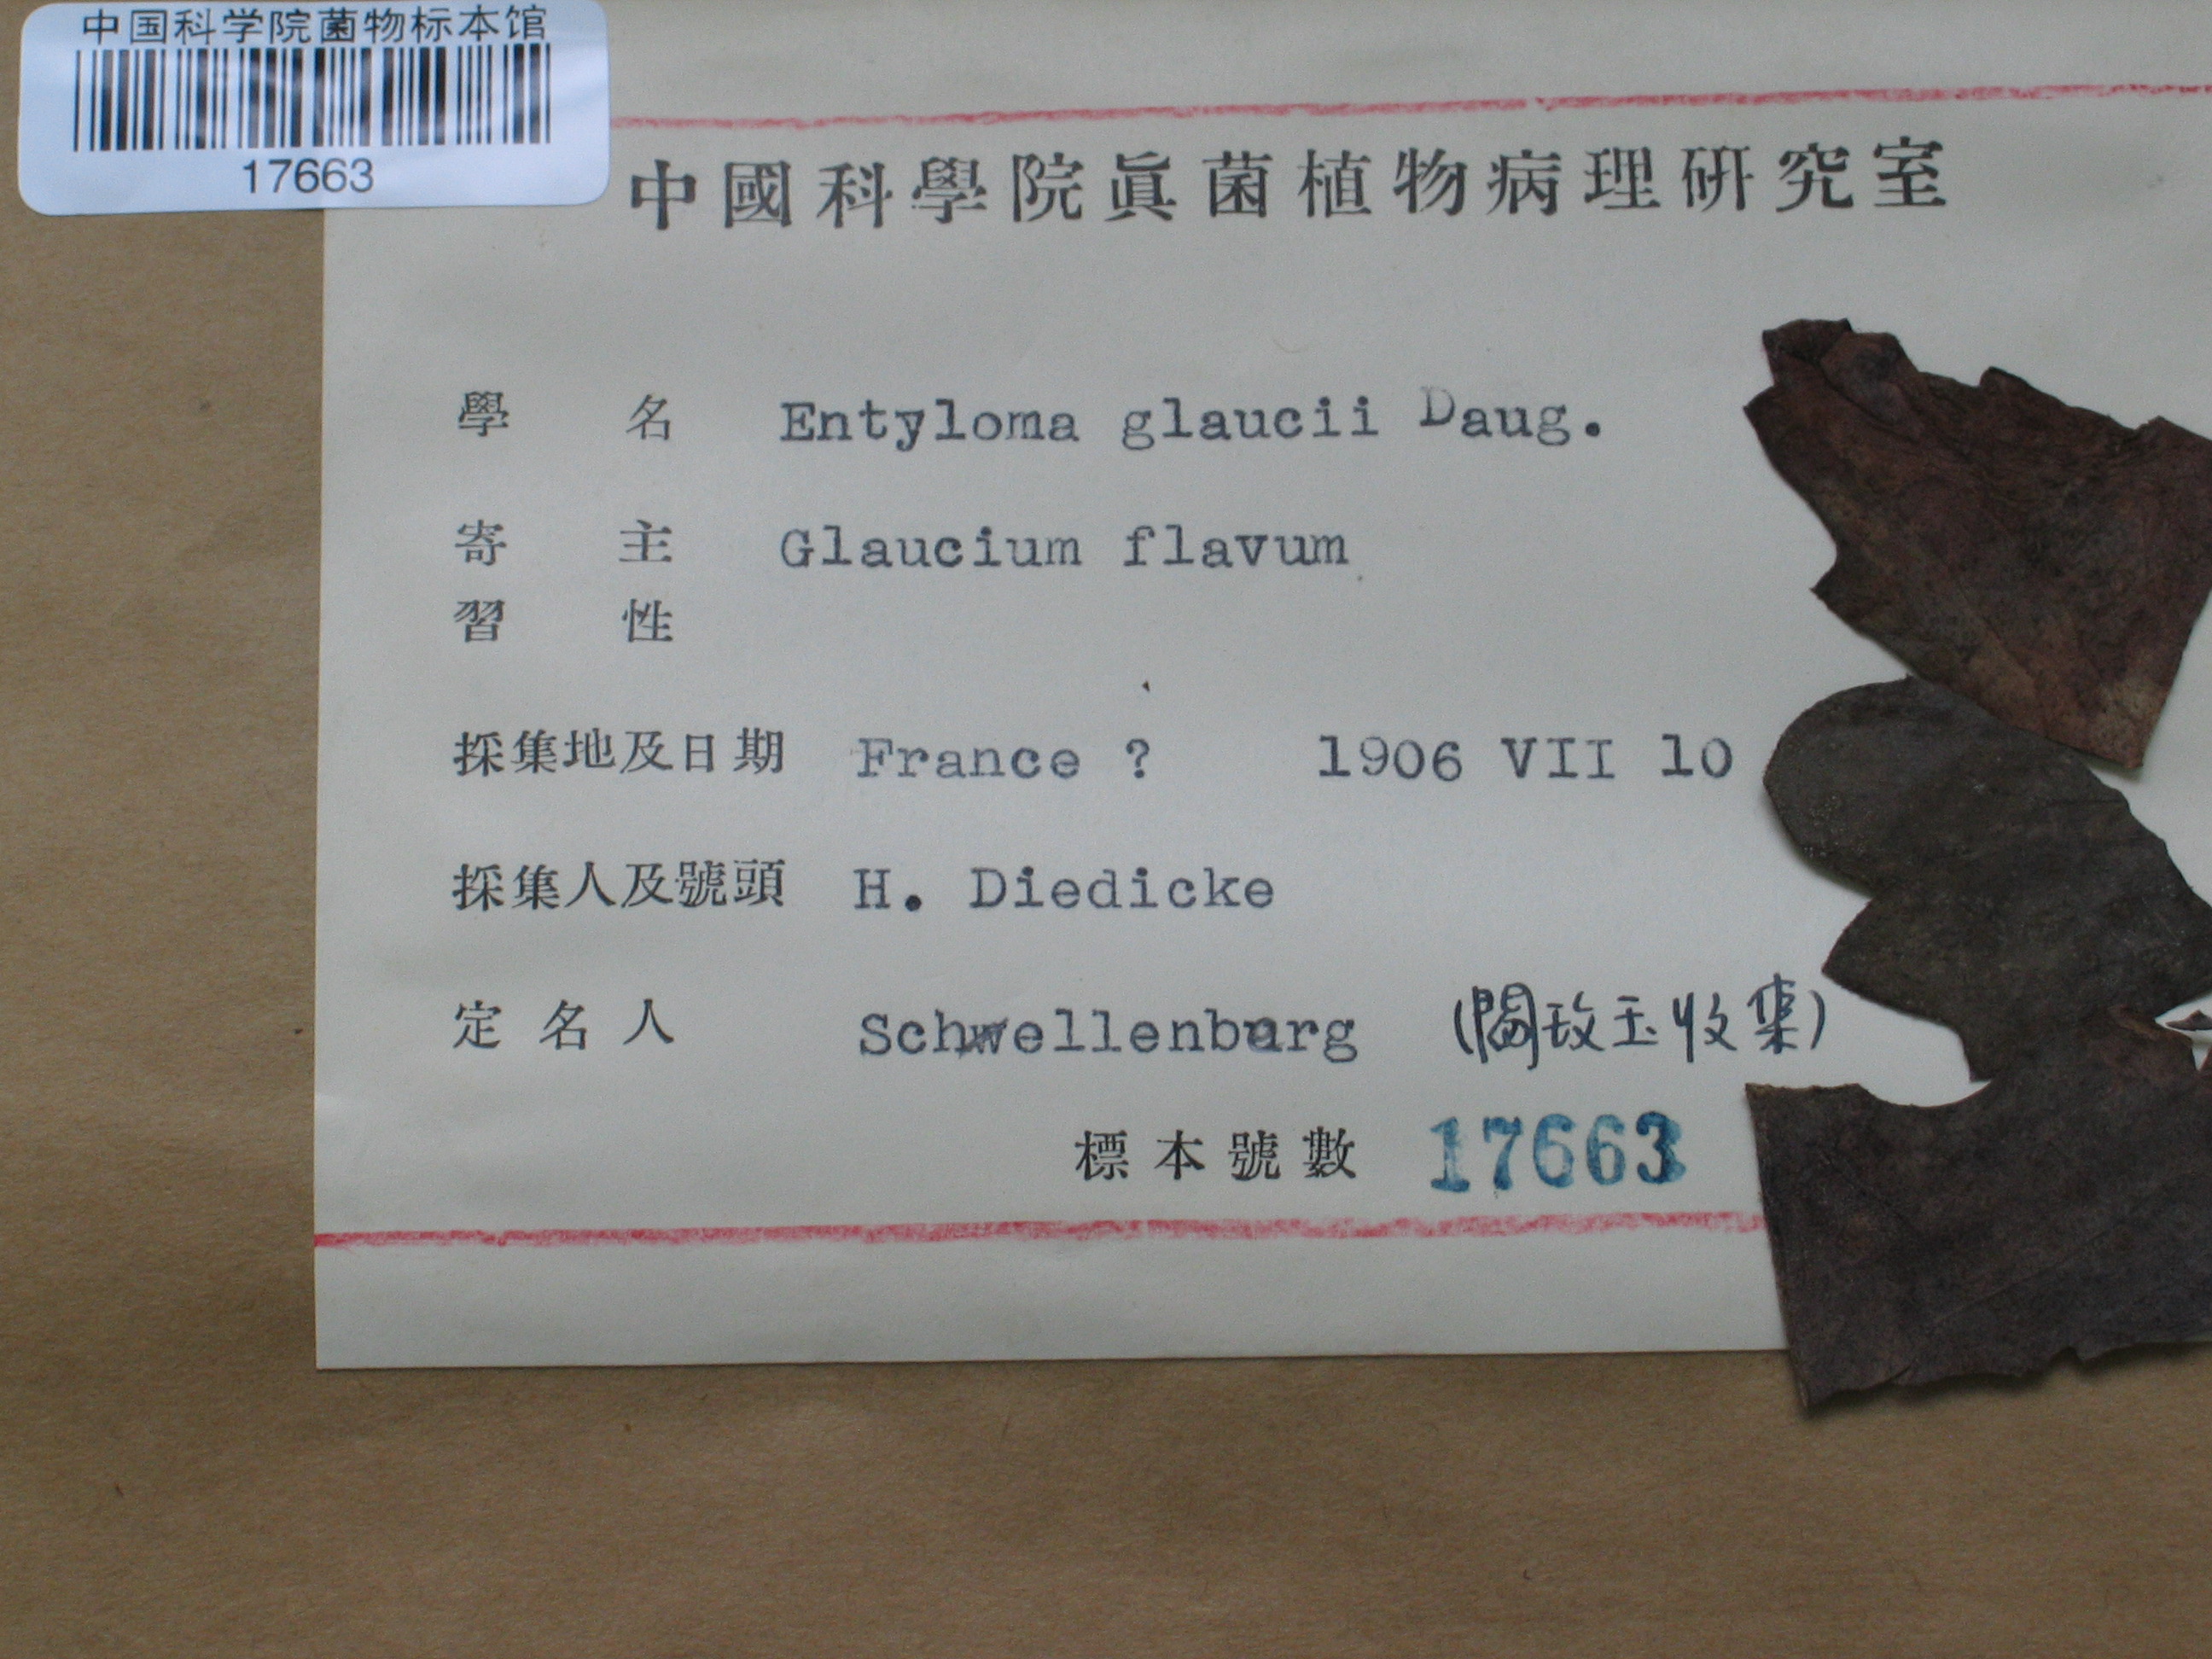 中国科学院菌物标本馆
17663
中國科學院眞菌植物病理研究室
學名 Entyloma glaucii Daug.
寄主 Glaucium flavum
習性
採集地及日期 France ? 1906 VII 10
採集人及號頭 H. Diedicke
定名人 Schwellenburg (閻玫玉收集)
標本號數 17663